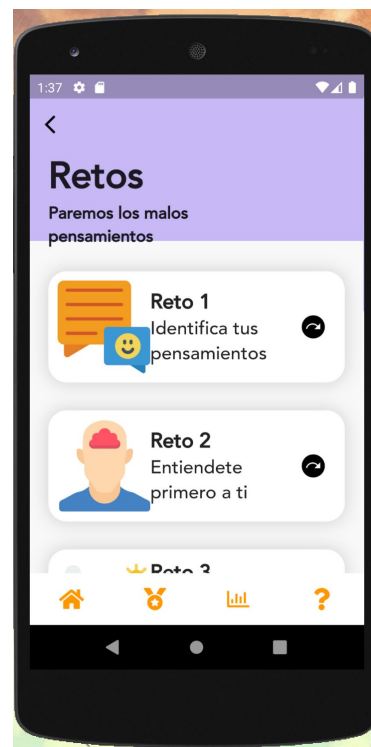 1:37
Retos
Paremos los malos
pensamientos
Reto 1
Identifica tus
pensamientos
Reto 2
Entiendete
primero a ti
Reto 3
?